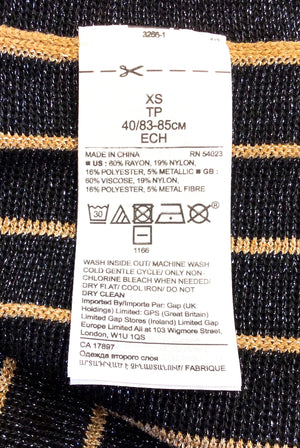 3266-1
XS
TP
40/83-85см
ECH
MADE IN CHINA RN 54023
■ US: 60% RAYON, 19% NYLON,
16% POLYESTER, 5% METALLIC ■ GB:
60% VISCOSE, 19% NYLON,
16% POLYESTER, 5% METAL FIBRE
30
1166
WASH INSIDE OUT/ MACHINE WASH
COLD GENTLE CYCLE/ ONLY NON-
CHLORINE BLEACH WHEN NEEDED/
DRY FLAT/ COOL IRON/ DO NOT
DRY CLEAN
Imported By/Importe Par: Gap (UK
Holdings) Limited: GPS (Great Britain)
Limited Gap Stores (Ireland) Limited Gap
Europe Limited All at 103 Wigmore Street,
London, W1U 1QS
CA 17897
Одежда второго слоя
FABRIQUE